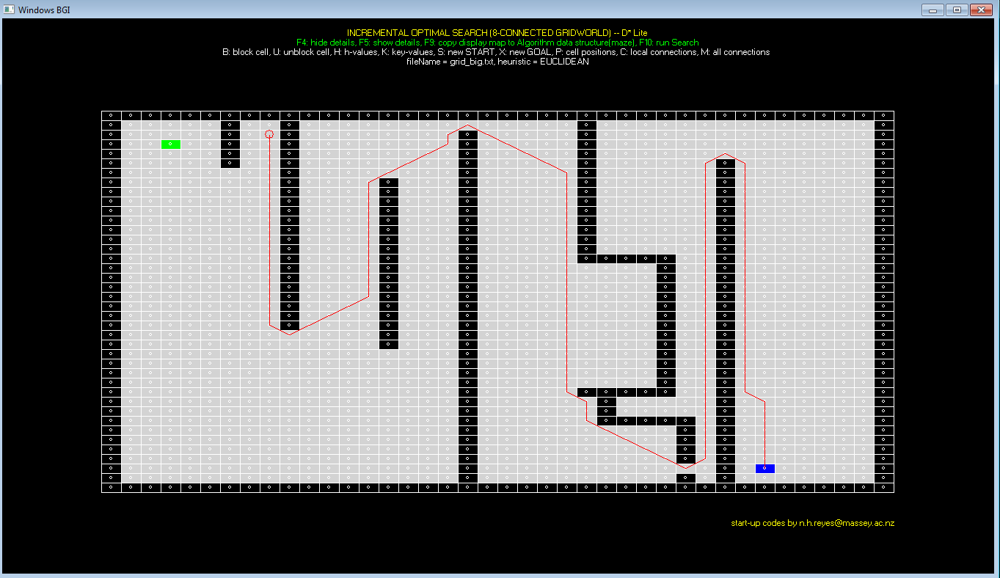 Windows BGI
INCREMENTAL OPTIMAL SEARCH (8-CONNECTED GRIDWORLD) -- D* Lite
F4: hide details, F5: show details, F9: copy display map to Algorithm data structure(maze), F10: run Search
B: block cell, U: unblock cell, H: h-values, K: key-values, S: new START, X: new GOAL, P: cell positions, C: local connections, M: all connections
fileName = grid_big.txt, heuristic = EUCLIDEAN
start-up codes by n.h.reyes@massey.ac.nz